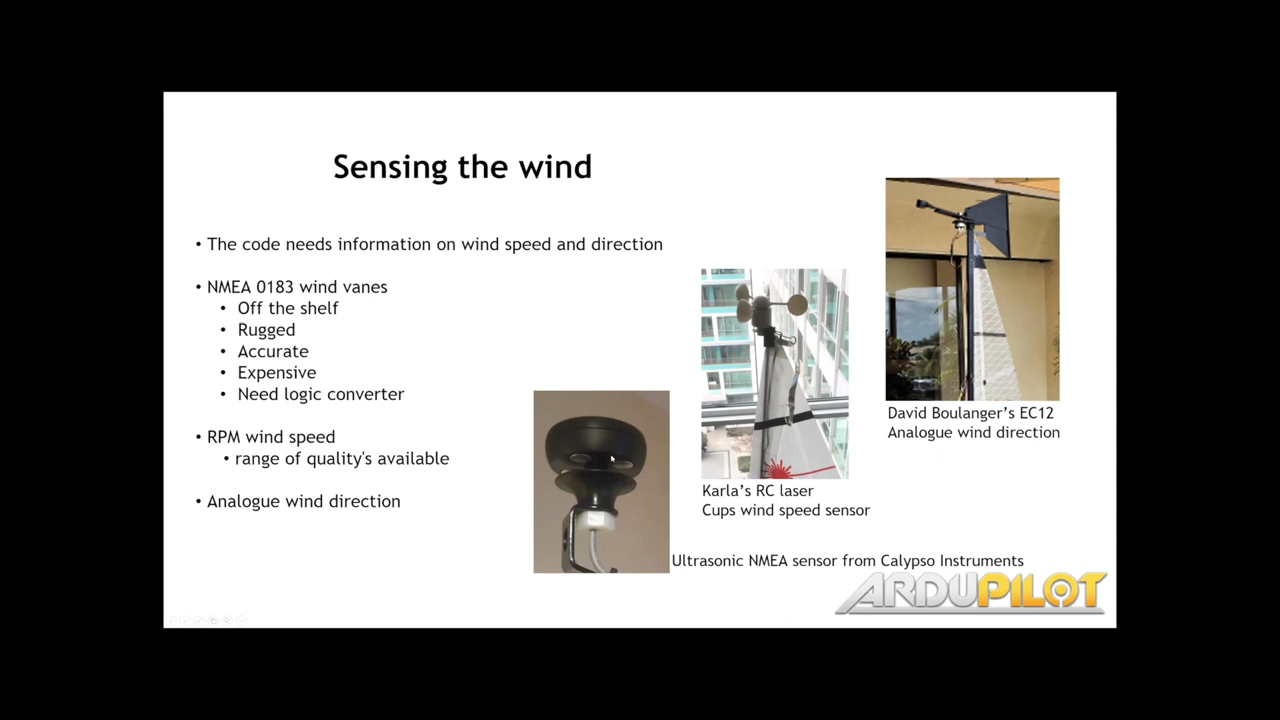 Sensing the wind
• The code needs information on wind speed and direction
• NMEA 0183 wind vanes
• Off the shelf
• Rugged
• Accurate
• Expensive
• Need logic converter
• RPM wind speed
• range of quality's available
• Analogue wind direction
David Boulanger's EC12
Analogue wind direction
Karla's RC laser
Cups wind speed sensor
Ultrasonic NMEA sensor from Calypso Instruments
ARDUPILOT